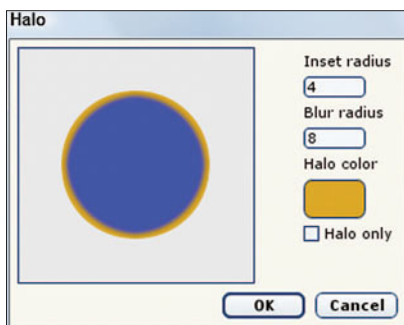 Halo
Inset radius
4
Blur radius
8
Halo color
Halo only
OK
Cancel